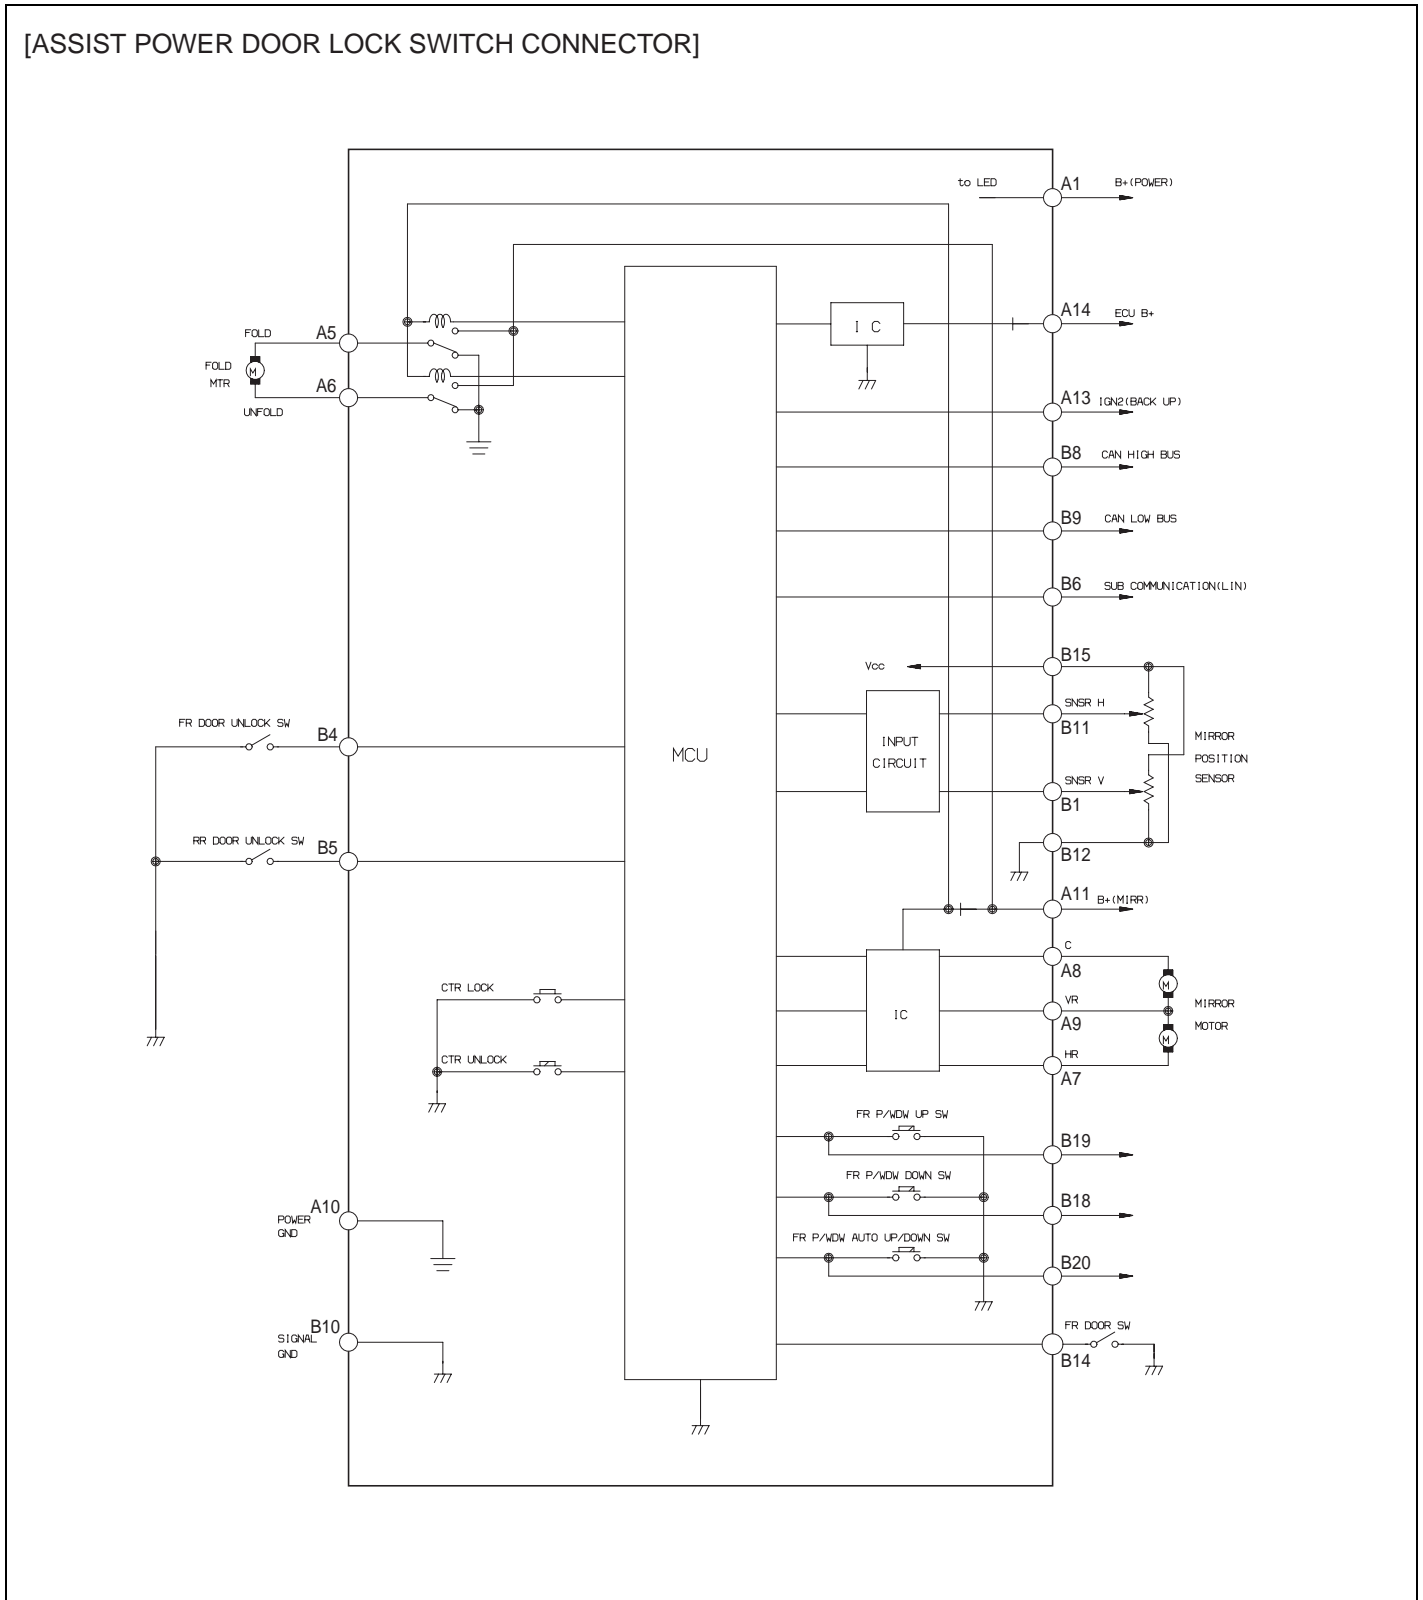 [ASSIST POWER DOOR LOCK SWITCH CONNECTOR]
to LED
A1
B+(POWER)
I C
A14
ECU B+
FOLD
A5
FOLD
MTR
M
A6
UNFOLD
A13
IGN2(BACK UP)
B8
CAN HIGH BUS
B9
CAN LOW BUS
B6
SUB COMMUNICATION(LIN)
Vcc
B15
SNSR H
B11
INPUT
CIRCUIT
MIRROR
POSITION
SENSOR
SNSR V
B1
B12
FR DOOR UNLOCK SW
B4
MCU
RR DOOR UNLOCK SW
B5
A11
B+(MIRR)
C
A8
M
VR
A9
MIRROR
MOTOR
M
IC
HR
A7
CTR LOCK
CTR UNLOCK
FR P/WDW UP SW
B19
FR P/WDW DOWN SW
B18
FR P/WDW AUTO UP/DOWN SW
B20
A10
POWER
GND
B10
SIGNAL
GND
FR DOOR SW
B14